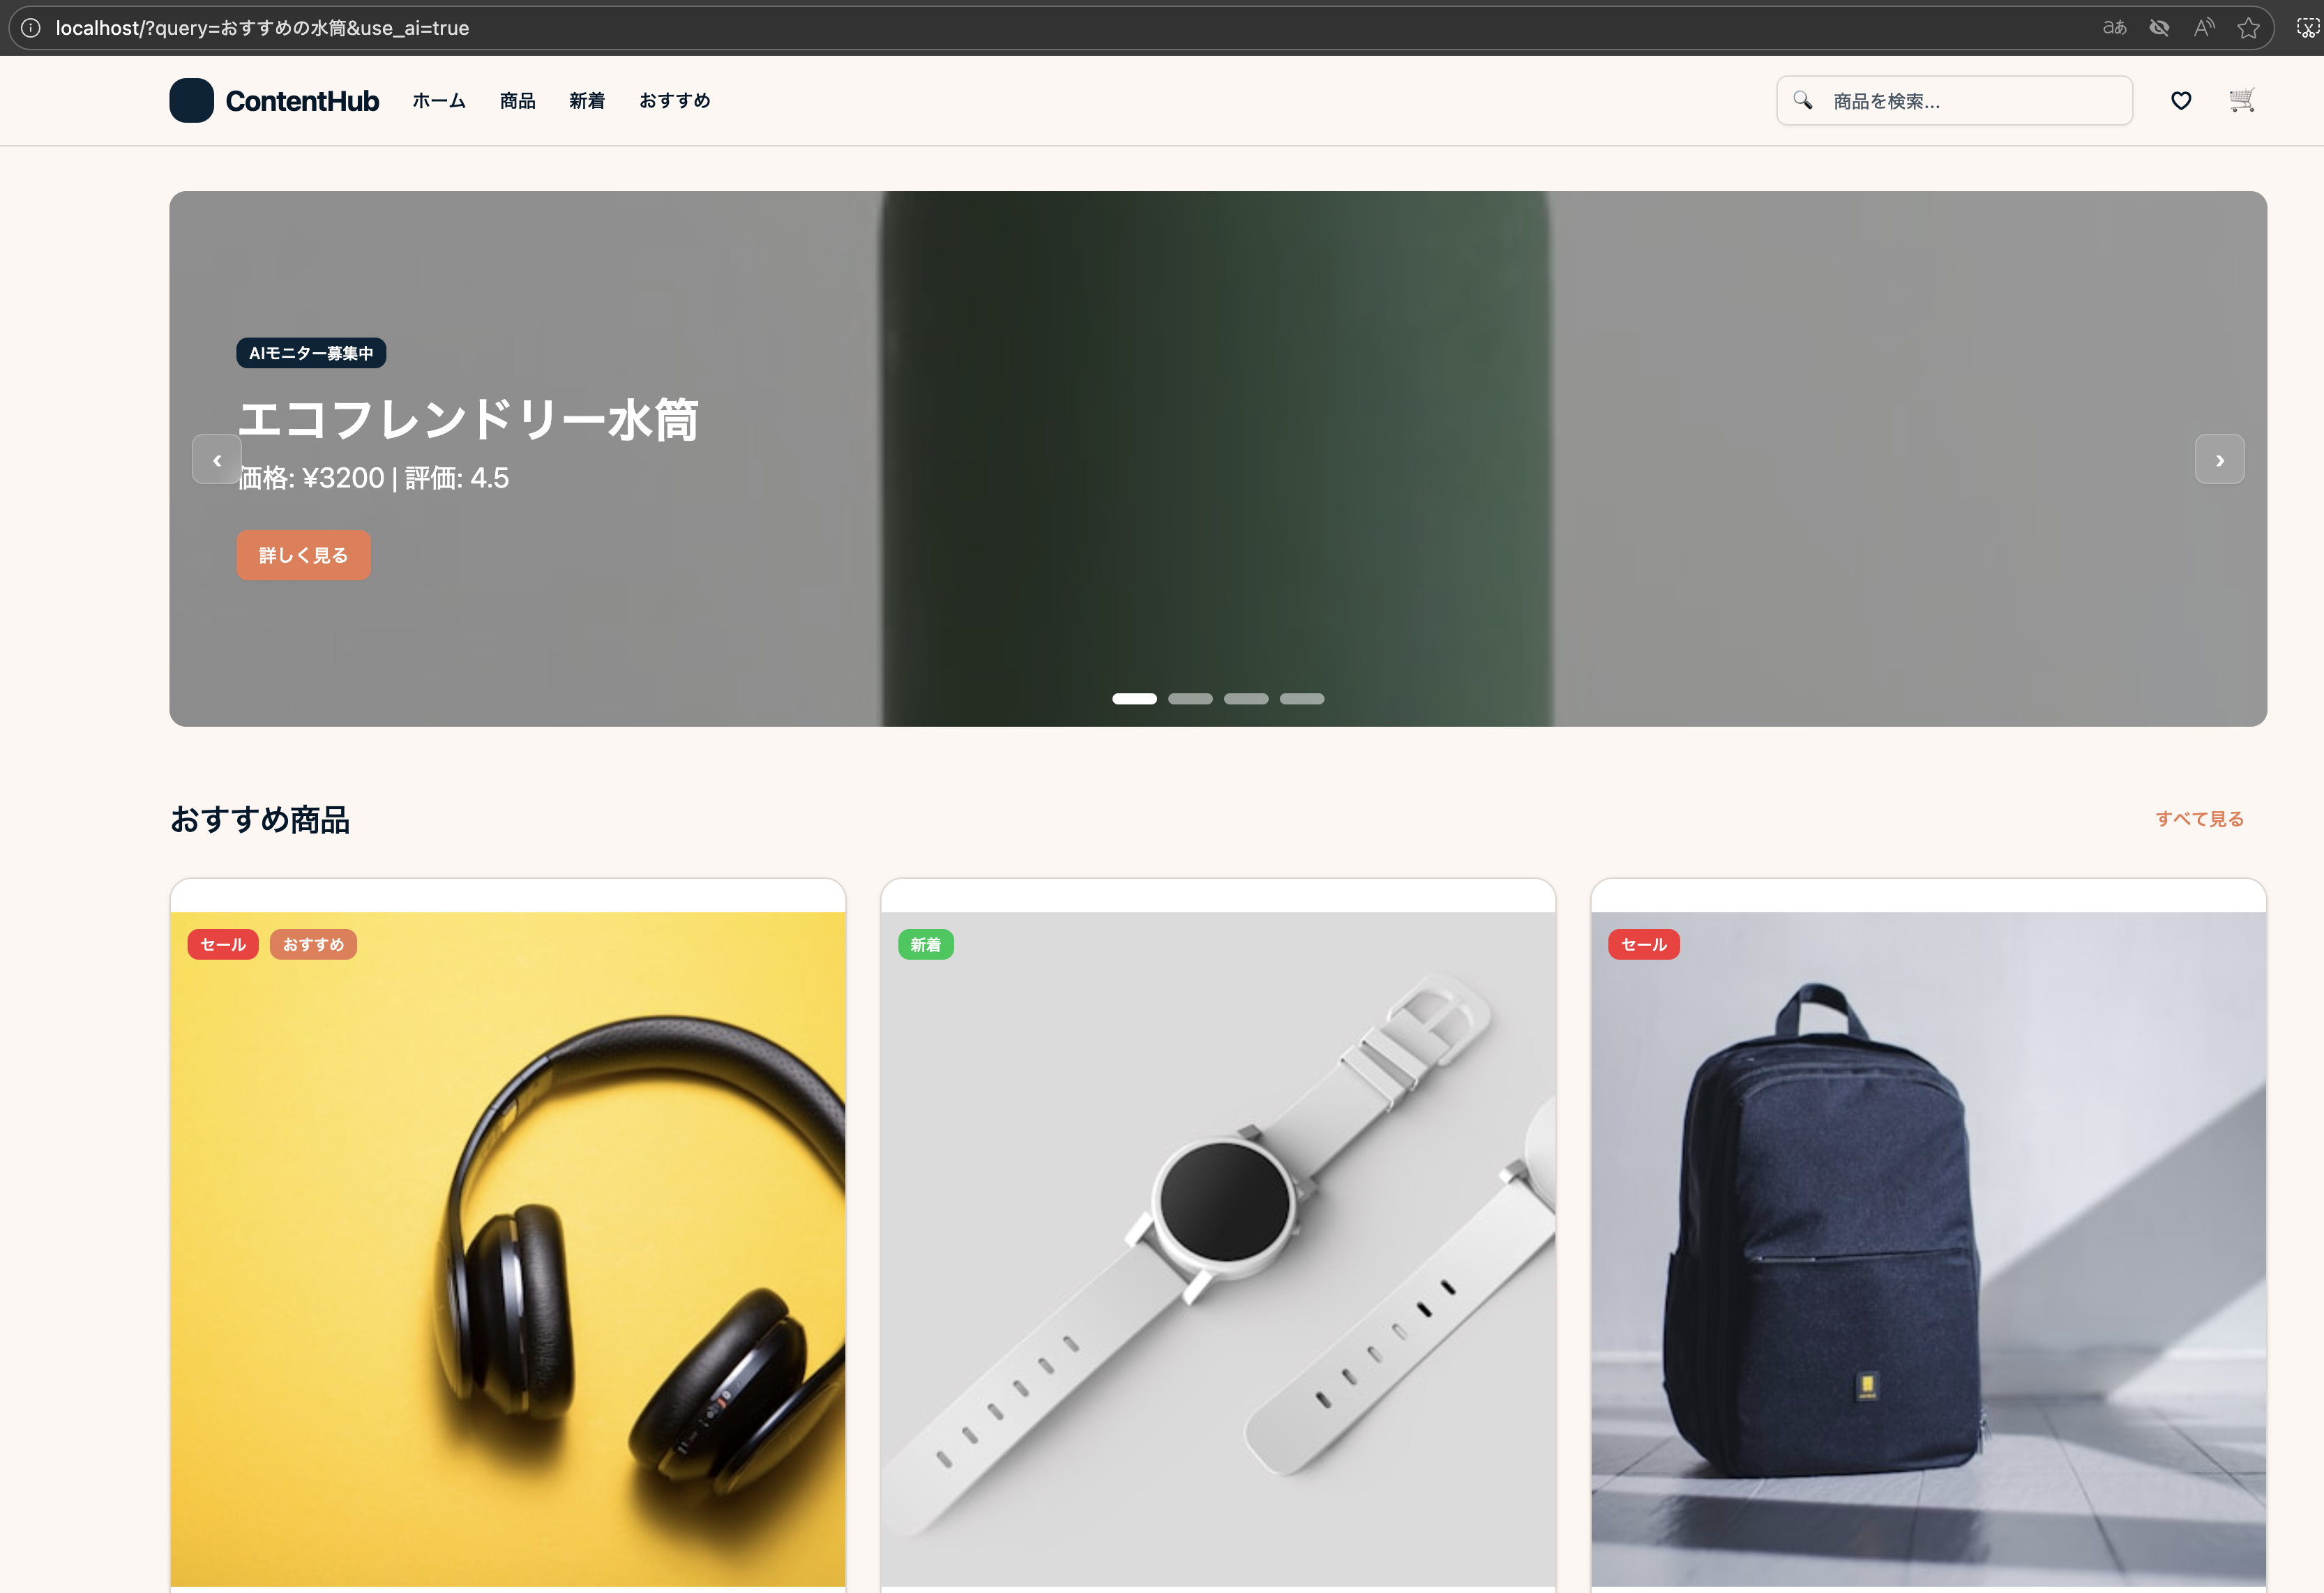 localhost/?query=おすすめの水筒&use_ai=true
aあ
ContentHub
ホーム 商品 新着 おすすめ
商品を検索...
AIモニター募集中
エコフレンドリー水筒
価格: ¥3200 | 評価: 4.5
詳しく見る
おすすめ商品
すべて見る
セール おすすめ
新着
セール